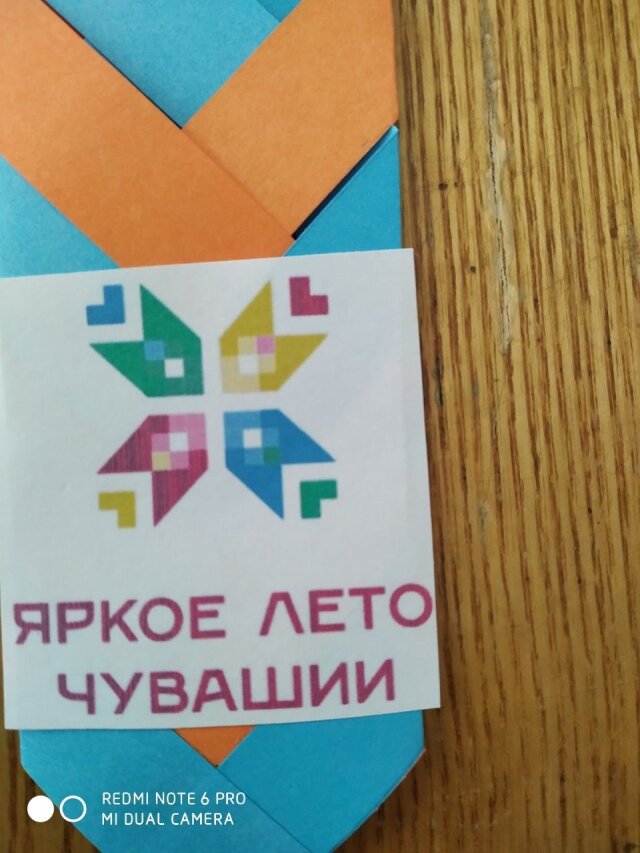 ЯРКОЕ ЛЕТО
ЧУВАШИИ
REDMI NOTE 6 PRO
MI DUAL CAMERA